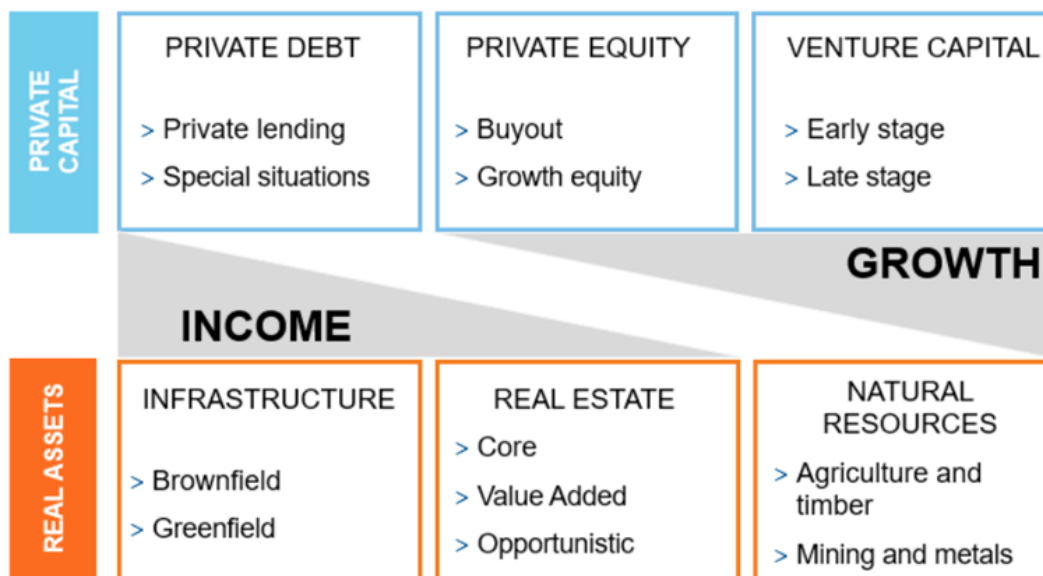 PRIVATE
CAPITAL
PRIVATE DEBT
> Private lending
> Special situations
PRIVATE EQUITY
> Buyout
> Growth equity
VENTURE CAPITAL
> Early stage
> Late stage
GROWTH
INCOME
REAL ASSETS
INFRASTRUCTURE
> Brownfield
> Greenfield
REAL ESTATE
> Core
> Value Added
> Opportunistic
NATURAL
RESOURCES
> Agriculture and
timber
> Mining and metals